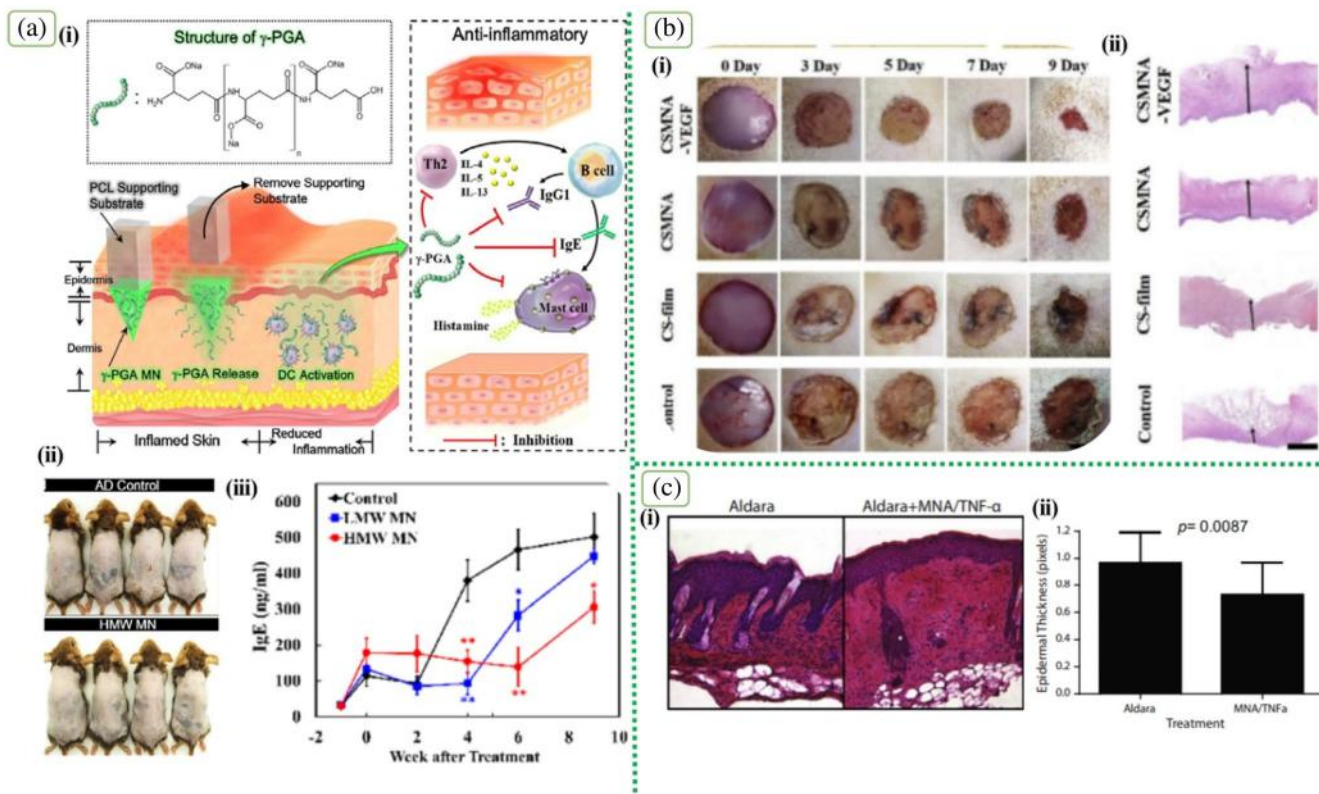 (a)
(i)
Structure of γ-PGA
:
O
ONa
H₂N
N
H
O
O
Na
n
O
ONa
N
H
OH
O
PCL Supporting
Substrate
Remove Supporting
Substrate
Epidermis
Dermis
γ-PGA MN
γ-PGA Release
DC Activation
Inflamed Skin
Reduced
Inflammation
Anti-inflammatory
Th2
IL-4
IL-5
IL-13
B cell
IgG1
γ-PGA
IgE
Mast cell
Histamine
: Inhibition
(ii)
AD Control
HMW MN
(iii)
IgE (ng/ml)
600
500
400
300
200
100
0
Control
LMW MN
HMW MN
**
**
*
**
*
-2
0
2
4
6
8
10
Week after Treatment
(b)
(i)
0 Day
3 Day
5 Day
7 Day
9 Day
CSMNA
-VEGF
CSMNA
CS-film
ontrol
(ii)
CSMNA
-VEGF
CSMNA
CS-film
Control
(c)
(i)
Aldara
Aldara+MNA/TNF-α
(ii)
p= 0.0087
Epidermal Thickness (pixels)
1.2
1.0
0.8
0.6
0.4
0.2
0.0
Aldara
MNA/TNFa
Treatment